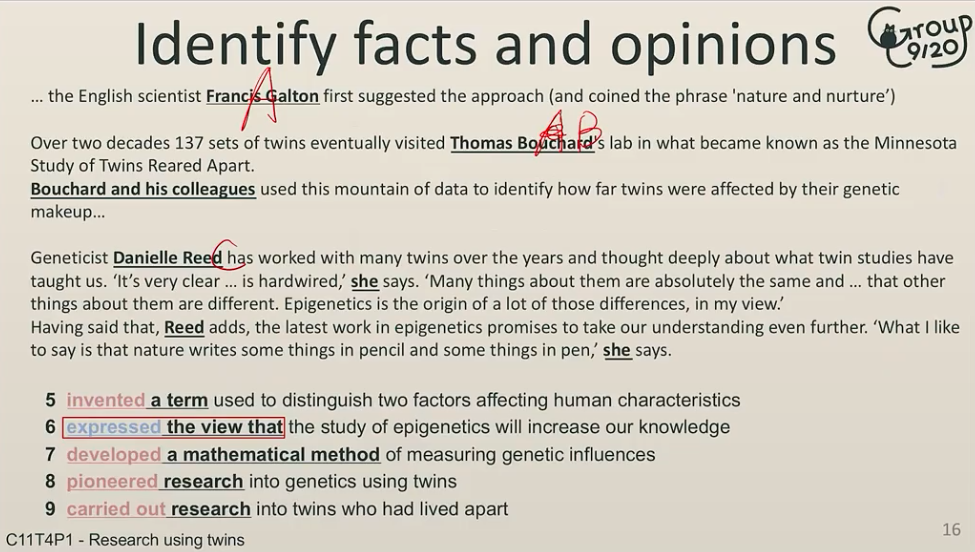 Identify facts and opinions
Group
9/20
... the English scientist Francis Galton first suggested the approach (and coined the phrase 'nature and nurture’)
A
A B
Over two decades 137 sets of twins eventually visited Thomas Bouchard's lab in what became known as the Minnesota
Study of Twins Reared Apart.
Bouchard and his colleagues used this mountain of data to identify how far twins were affected by their genetic
makeup…
C
Geneticist Danielle Reed has worked with many twins over the years and thought deeply about what twin studies have
taught us. ‘It’s very clear … is hardwired,’ she says. ‘Many things about them are absolutely the same and … that other
things about them are different. Epigenetics is the origin of a lot of those differences, in my view.’
Having said that, Reed adds, the latest work in epigenetics promises to take our understanding even further. ‘What I like
to say is that nature writes some things in pencil and some things in pen,’ she says.
5 invented a term used to distinguish two factors affecting human characteristics
6 expressed the view that the study of epigenetics will increase our knowledge
7 developed a mathematical method of measuring genetic influences
8 pioneered research into genetics using twins
9 carried out research into twins who had lived apart
16
C11T4P1 - Research using twins